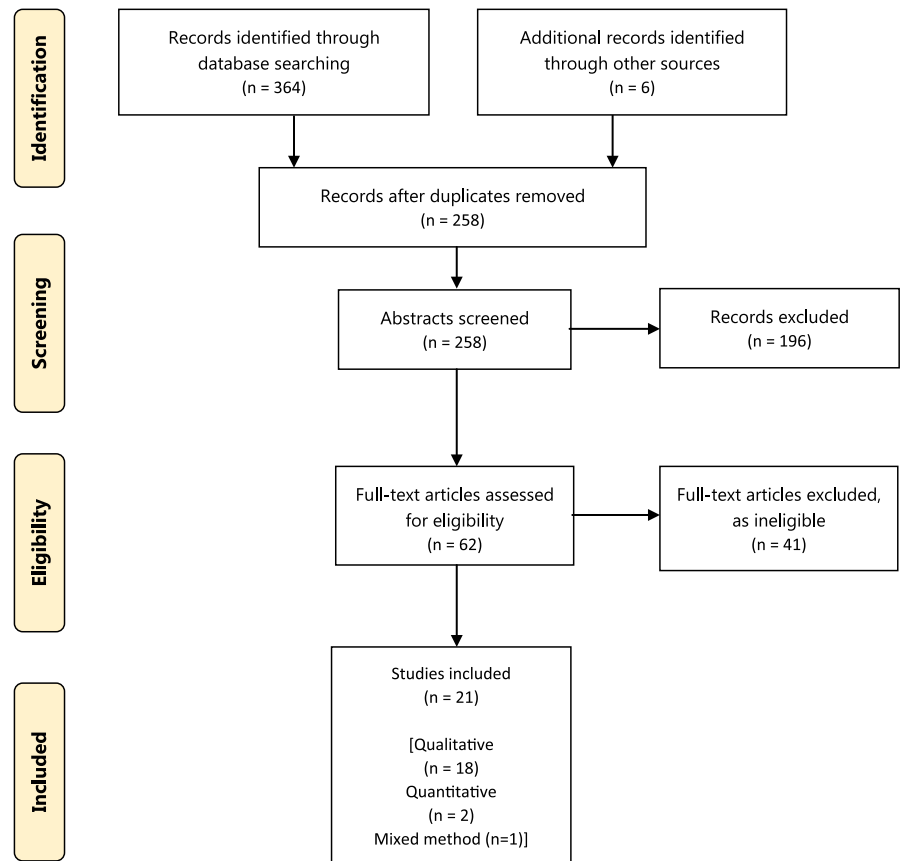 Identification
Records identified through
database searching
(n = 364)
Additional records identified
through other sources
(n = 6)
Records after duplicates removed
(n = 258)
Screening
Abstracts screened
(n = 258)
Records excluded
(n = 196)
Eligibility
Full-text articles assessed
for eligibility
(n = 62)
Full-text articles excluded,
as ineligible
(n = 41)
Included
Studies included
(n = 21)
[Qualitative
(n = 18)
Quantitative
(n = 2)
Mixed method (n=1)]